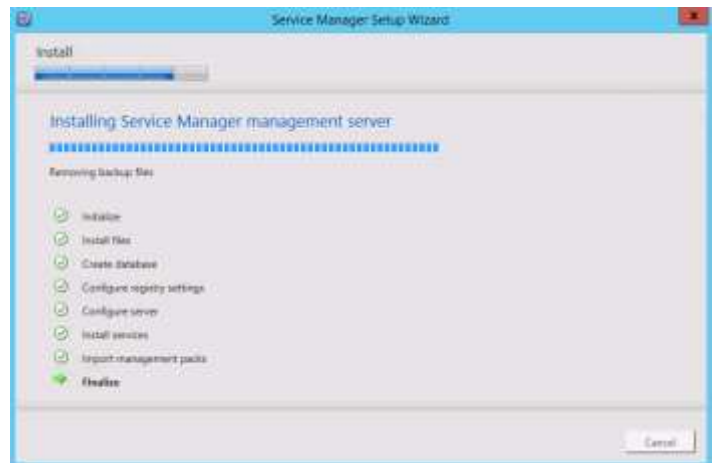 Service Manager Setup Wizard
Install
Installing Service Manager management server
Removing backup files
Initialize
Install files
Create database
Configure registry settings
Configure server
Install services
Import management packs
Finalize
Cancel